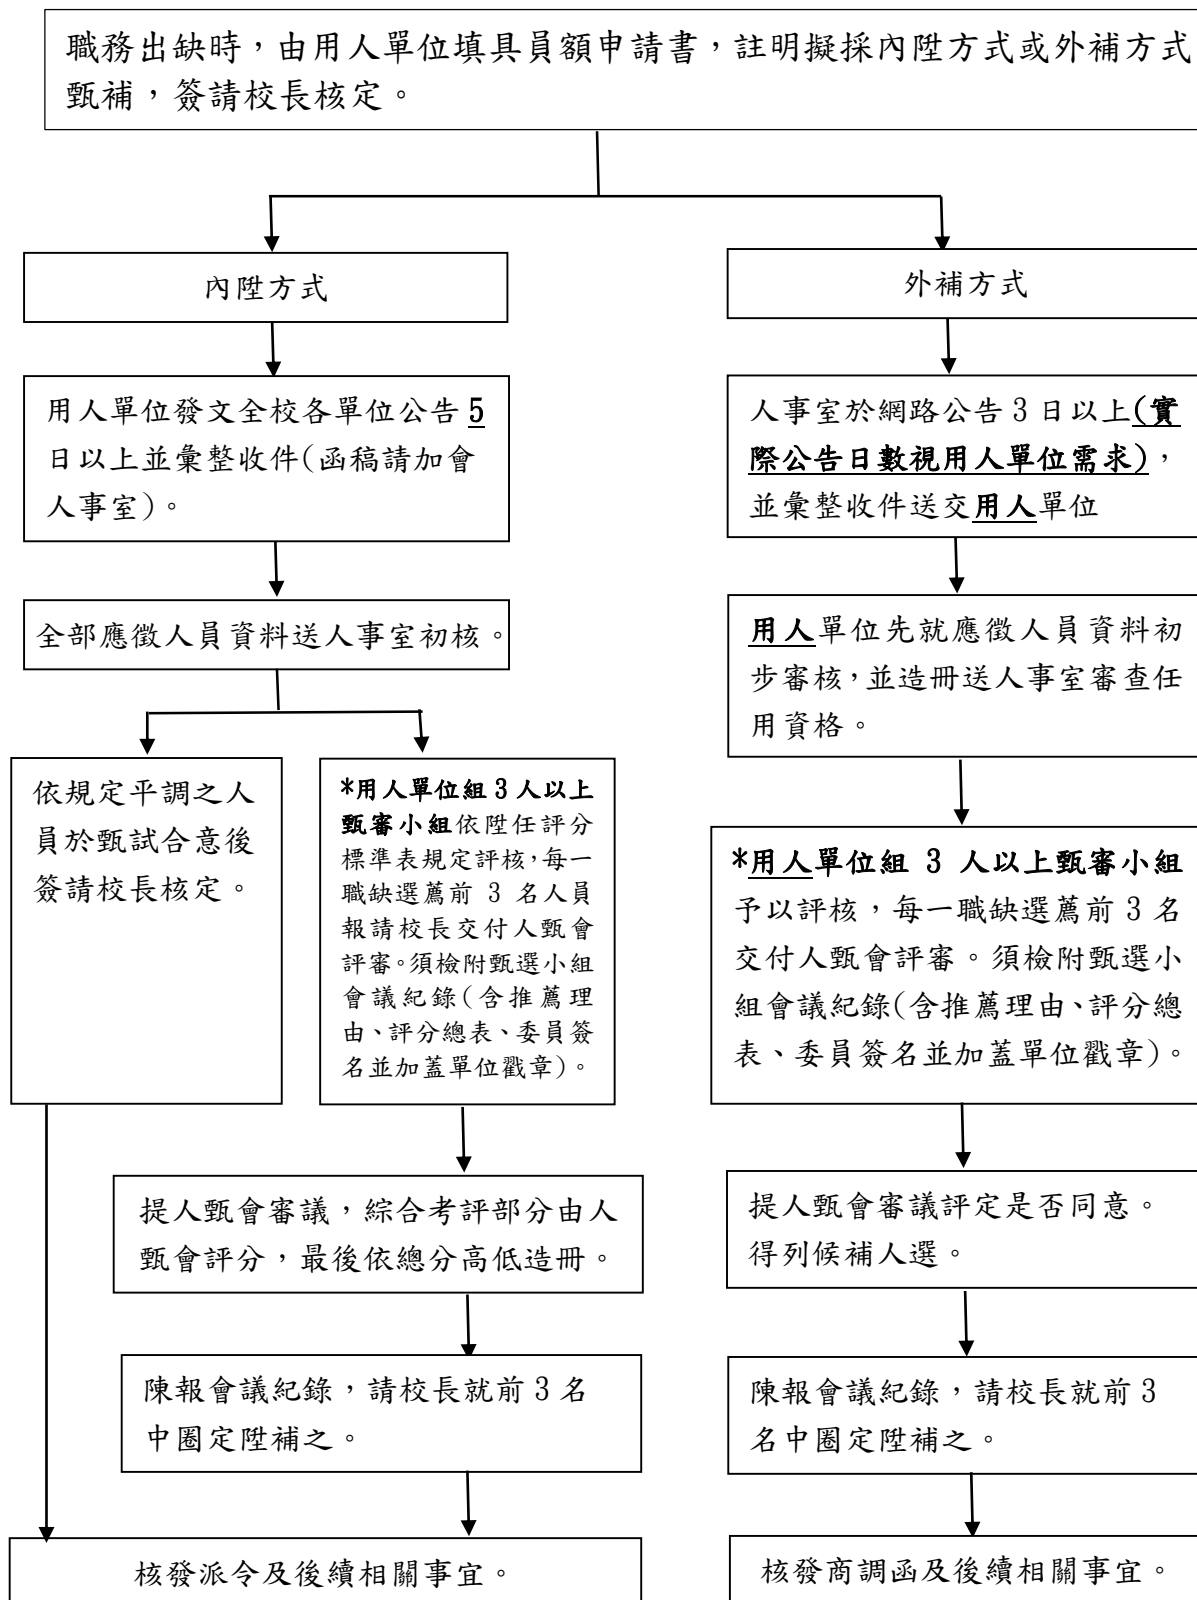 職務出缺時，由用人單位填具員額申請書，註明擬採內陞方式或外補方式
甄補，簽請校長核定。
內陞方式
外補方式
用人單位發文全校各單位公告5
日以上並彙整收件(函稿請加會
人事室)。
人事室於網路公告3日以上(實
際公告日數視用人單位需求)，
並彙整收件送交用人單位
全部應徵人員資料送人事室初核。
用人單位先就應徵人員資料初
步審核，並造冊送人事室審查任
用資格。
依規定平調之人
員於甄試合意後
簽請校長核定。
*用人單位組3人以上
甄審小組依陞任評分
標準表規定評核，每一
職缺選薦前 3 名人員
報請校長交付人甄會
評審。須檢附甄選小組
會議紀錄(含推薦理
由、評分總表、委員簽
名並加蓋單位戳章)。
*用人單位組 3 人以上甄審小組
予以評核，每一職缺選薦前3名
交付人甄會評審。須檢附甄選小
組會議紀錄(含推薦理由、評分總
表、委員簽名並加蓋單位戳章)。
提人甄會審議，綜合考評部分由人
甄會評分，最後依總分高低造冊。
提人甄會審議評定是否同意。
得列候補人選。
陳報會議紀錄，請校長就前3名
中圈定陞補之。
陳報會議紀錄，請校長就前3
名中圈定陞補之。
核發派令及後續相關事宜。
核發商調函及後續相關事宜。